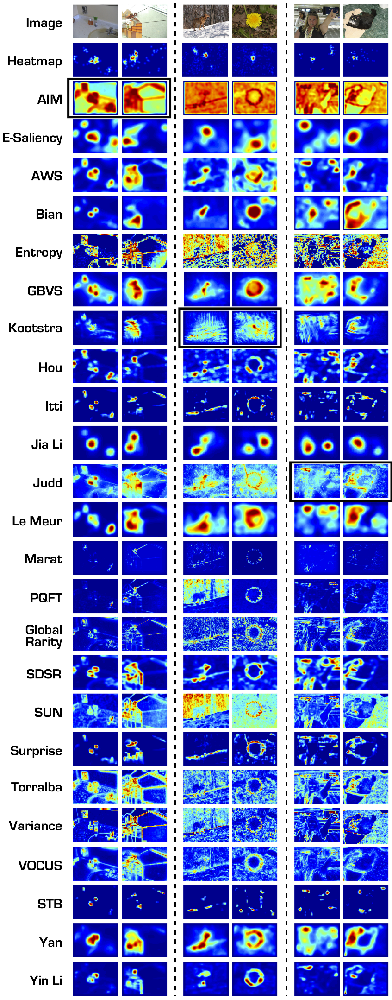 Image
Heatmap
AIM
E-Saliency
AWS
Bian
Entropy
GBVS
Kootstra
Hou
Itti
Jia Li
Judd
Le Meur
Marat
PQFT
Global
Rarity
SDSR
SUN
Surprise
Torralba
Variance
VOCUS
STB
Yan
Yin Li